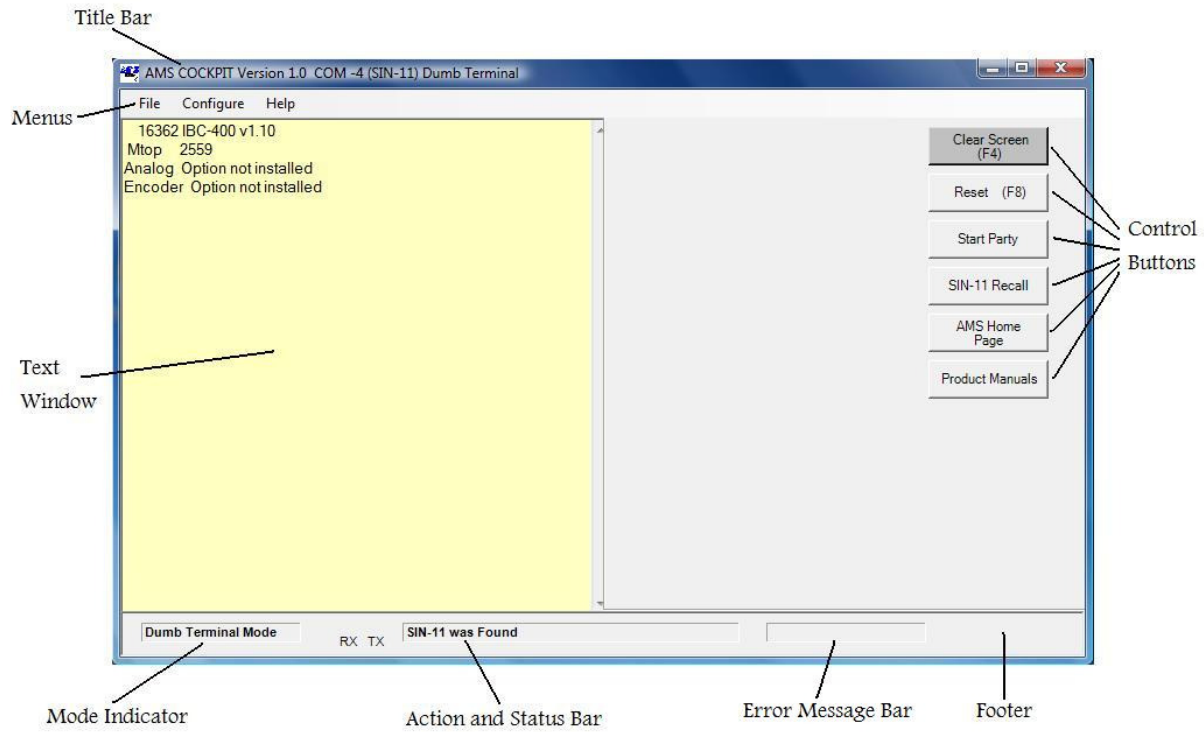 Title Bar
AMS COCKPIT Version 1.0 COM -4 (SIN-11) Dumb Terminal
Menus
File Configure Help
16362 IBC-400 v1.10
Mtop 2559
Analog Option not installed
Encoder Option not installed
Clear Screen
(F4)
Reset (F8)
Start Party
SIN-11 Recall
AMS Home
Page
Product Manuals
Control
Buttons
Text
Window
Dumb Terminal Mode
RX TX
SIN-11 was Found
Mode Indicator
Action and Status Bar
Error Message Bar
Footer